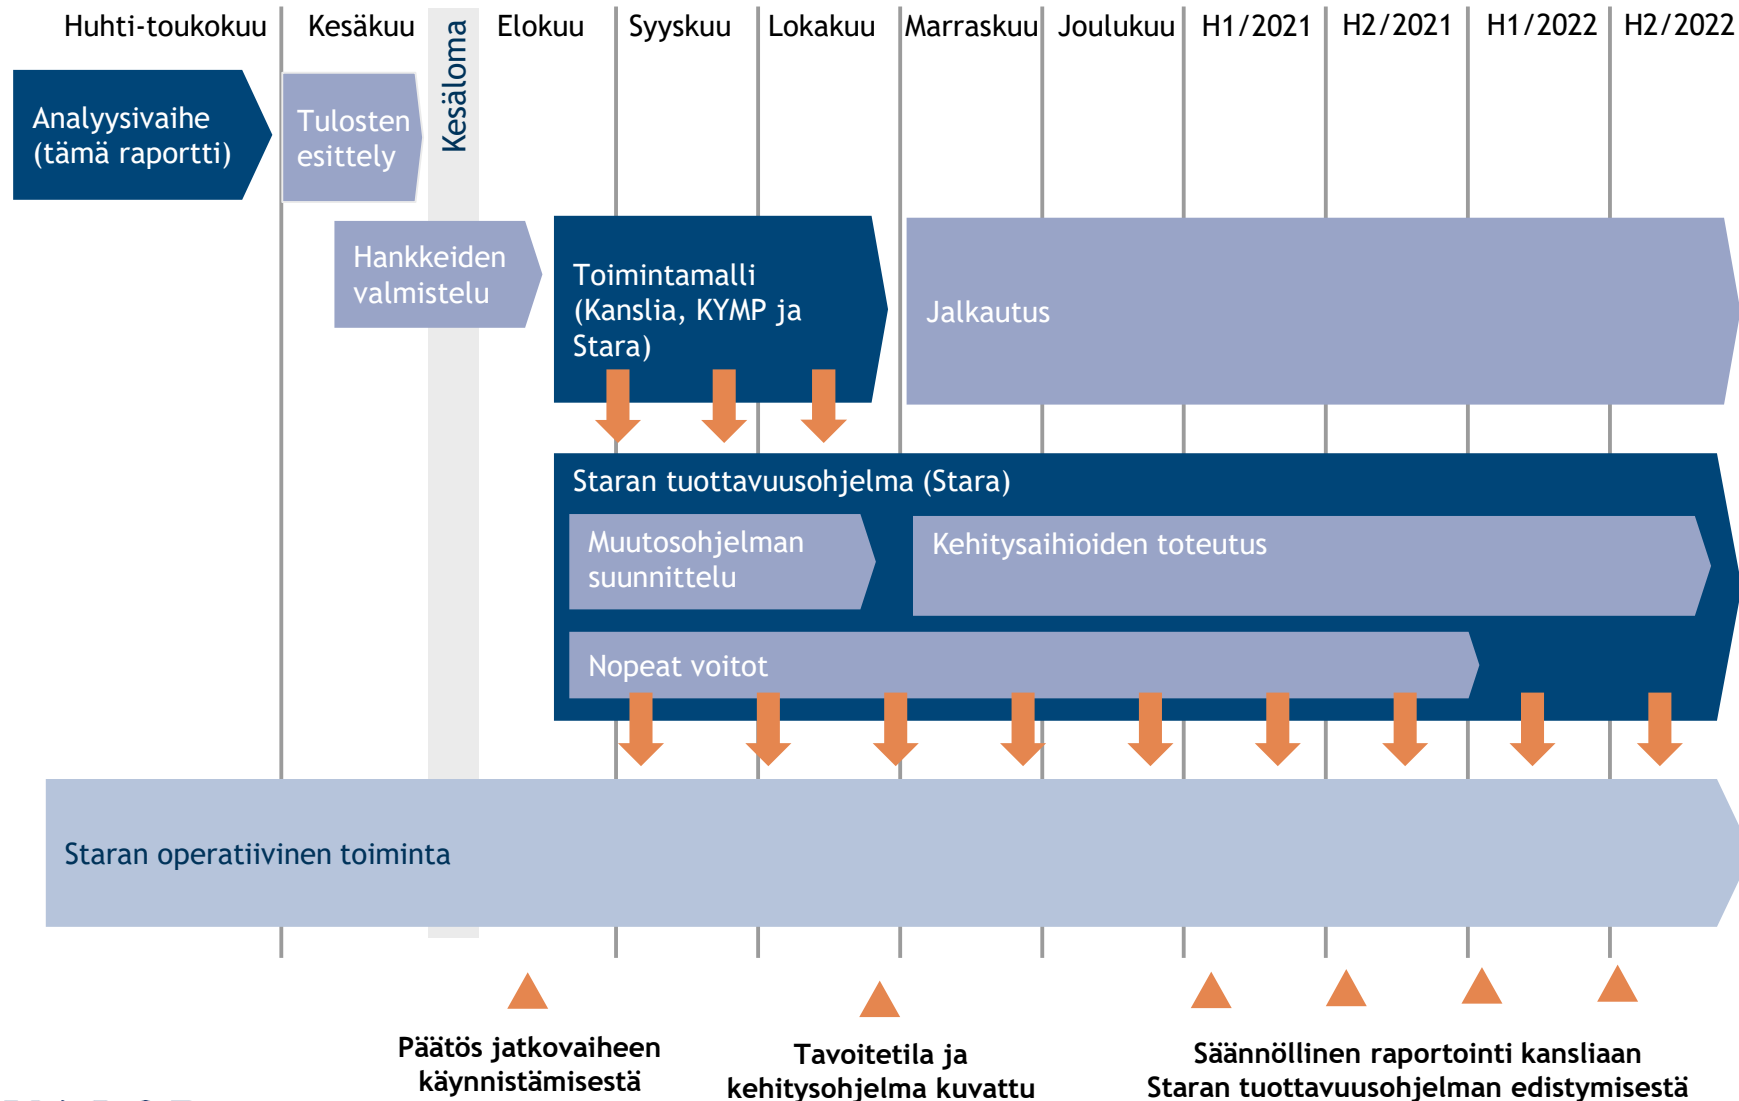 Huhti-toukokuu
Kesäkuu
Kesäloma
Elokuu
Syyskuu
Lokakuu
Marraskuu
Joulukuu
H1/2021
H2/2021
H1/2022
H2/2022
Analyysivaihe
(tämä raportti)
Tulosten
esittely
Hankkeiden
valmistelu
Toimintamalli
(Kanslia, KYMP ja
Stara)
Jalkautus
Staran tuottavuusohjelma (Stara)
Muutosohjelman
suunnittelu
Kehitysaihioiden toteutus
Nopeat voitot
Staran operatiivinen toiminta
Päätös jatkovaiheen
käynnistämisestä
Tavoitetila ja
kehitysohjelma kuvattu
Säännöllinen raportointi kansliaan
Staran tuottavuusohjelman edistymisestä